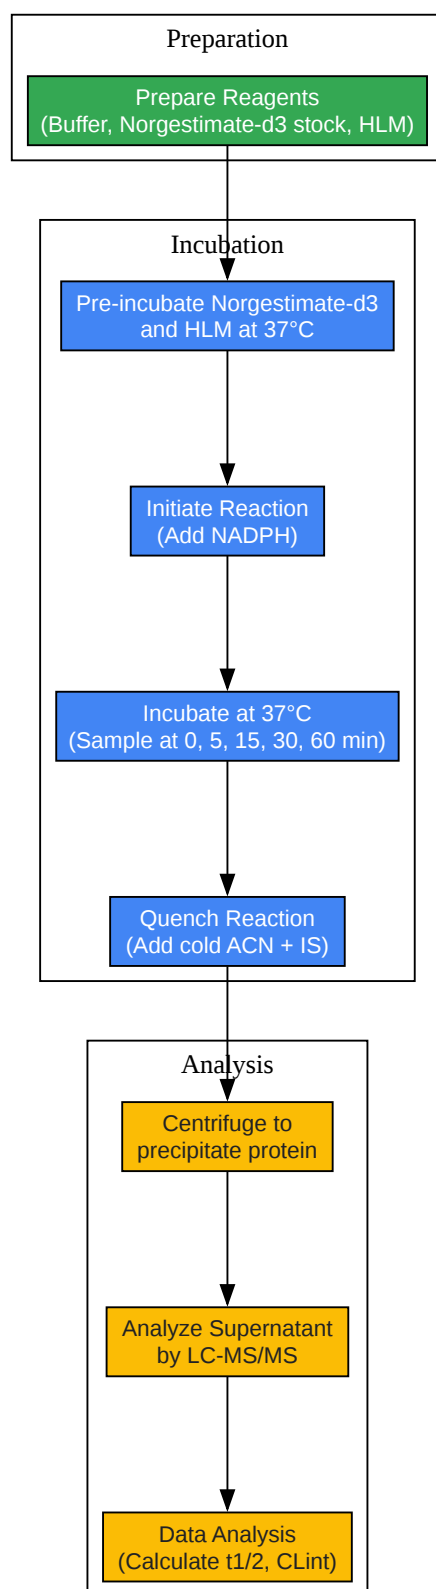 Preparation
Prepare Reagents
(Buffer, Norgestimate-d3 stock, HLM)
Incubation
Pre-incubate Norgestimate-d3
and HLM at 37°C
Initiate Reaction
(Add NADPH)
Incubate at 37°C
(Sample at 0, 5, 15, 30, 60 min)
Quench Reaction
(Add cold ACN + IS)
Analysis
Centrifuge to
precipitate protein
Analyze Supernatant
by LC-MS/MS
Data Analysis
(Calculate t1/2, CLint)